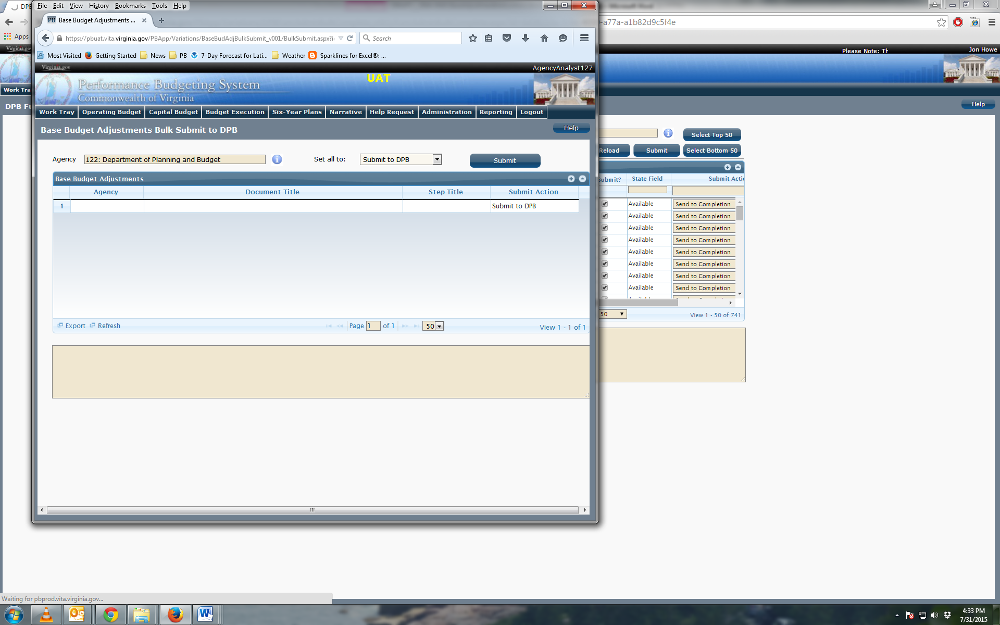 File Edit View History Bookmarks Tools Help
Base Budget Adjustments ...
https://pbuat.vita.virginia.gov/PBApp/Variations/BaseBudAdjBulkSubmit_v001/BulkSubmit.aspx?i
Search
-a77a-a1b82d9c5f4e
Apps
Most Visited Getting Started News PB 7-Day Forecast for Lati... Weather Sparklines for Excel®: ...
Virginia.gov
AgencyAnalyst127
Please Note: Th
Jon Howe
UAT
Performance Budgeting System
Commonwealth of Virginia
Work Tra
Work Tray Operating Budget Capital Budget Budget Execution Six-Year Plans Narrative Help Request Administration Reporting Logout
DPB Fu
Base Budget Adjustments Bulk Submit to DPB
Help
Help
Agency 122: Department of Planning and Budget Set all to: Submit to DPB Submit
Select Top 50
Reload Submit Select Bottom 50
Base Budget Adjustments
Agency Document Title Step Title Submit Action
1 Submit to DPB
ubmit? State Field Submit Actio
Available Send to Completion
Available Send to Completion
Available Send to Completion
Available Send to Completion
Available Send to Completion
Available Send to Completion
Available Send to Completion
Available Send to Completion
50 View 1 - 50 of 741
Export Refresh Page 1 of 1 50 View 1 - 1 of 1
Waiting for pbprod.vita.virginia.gov...
4:33 PM
7/31/2015